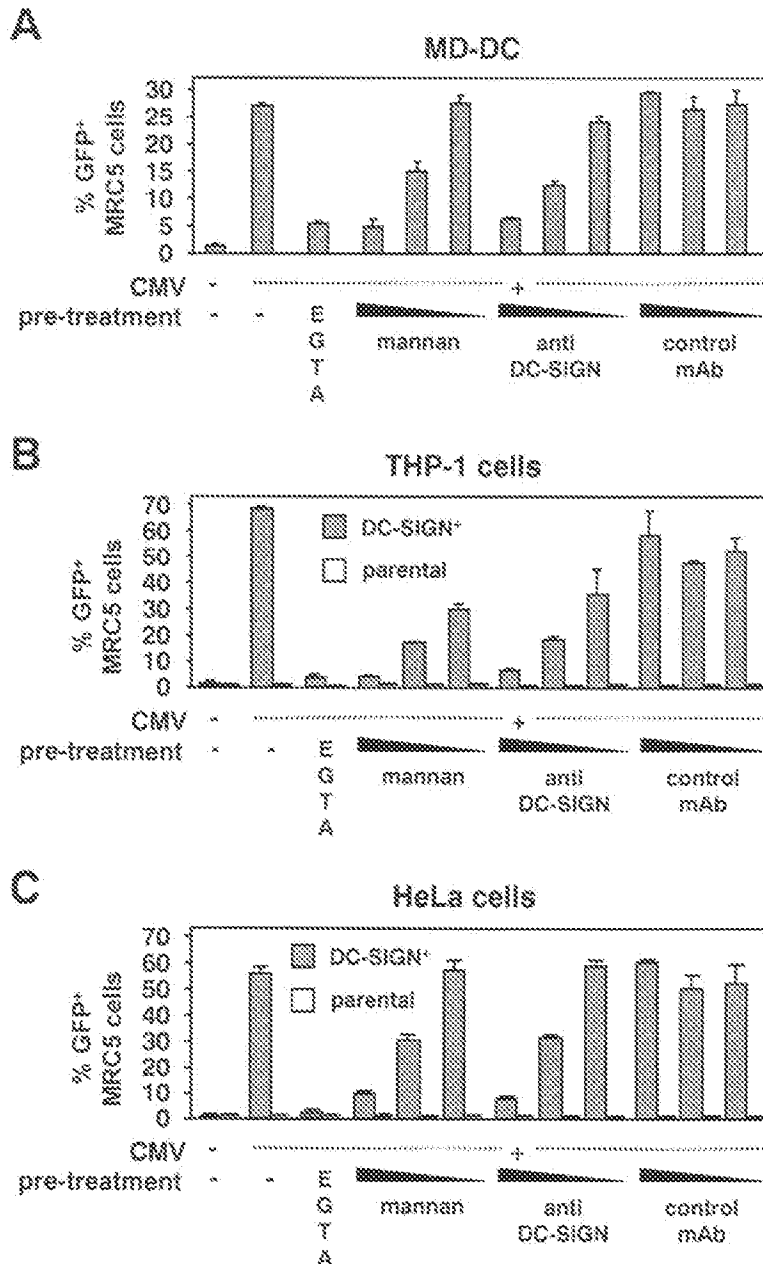 A
MD-DC
% GFP+
MRC5 cells
30
25
20
15
10
5
0
CMV - +
pre-treatment - - EGTA mannan anti DC-SIGN control mAb
B
THP-1 cells
% GFP+
MRC5 cells
70
60
50
40
30
20
10
0
DC-SIGN+
parental
CMV - +
pre-treatment - - EGTA mannan anti DC-SIGN control mAb
C
HeLa cells
% GFP+
MRC5 cells
70
60
50
40
30
20
10
0
DC-SIGN+
parental
CMV - +
pre-treatment - - EGTA mannan anti DC-SIGN control mAb